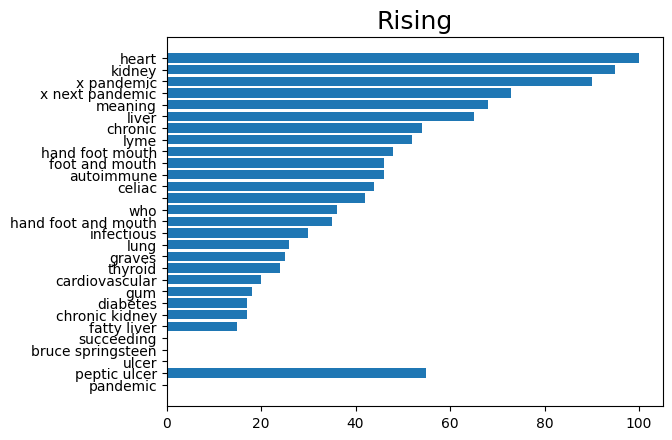 Rising
heart
kidney
x pandemic
x next pandemic
meaning
liver
chronic
lyme
hand foot mouth
foot and mouth
autoimmune
celiac
who
hand foot and mouth
infectious
lung
graves
thyroid
cardiovascular
gum
diabetes
chronic kidney
fatty liver
succeeding
bruce springsteen
ulcer
peptic ulcer
pandemic
0 20 40 60 80 100